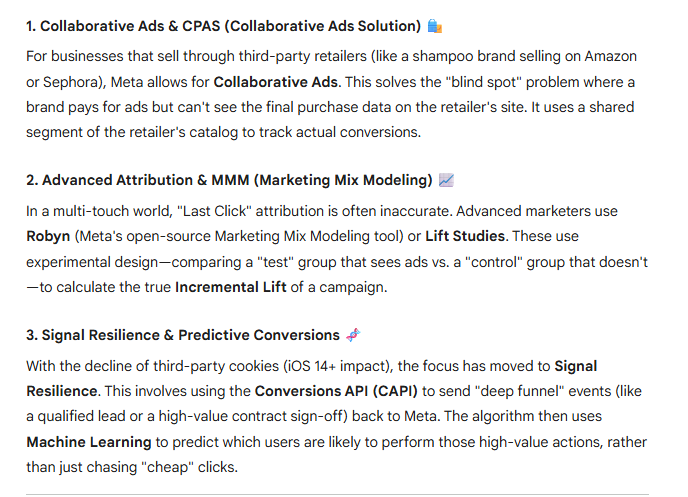 1. Collaborative Ads & CPAS (Collaborative Ads Solution) 🛍️
For businesses that sell through third-party retailers (like a shampoo brand selling on Amazon
or Sephora), Meta allows for Collaborative Ads. This solves the "blind spot" problem where a
brand pays for ads but can't see the final purchase data on the retailer's site. It uses a shared
segment of the retailer's catalog to track actual conversions.
2. Advanced Attribution & MMM (Marketing Mix Modeling) 📈
In a multi-touch world, "Last Click" attribution is often inaccurate. Advanced marketers use
Robyn (Meta's open-source Marketing Mix Modeling tool) or Lift Studies. These use
experimental design—comparing a "test" group that sees ads vs. a "control" group that doesn't
—to calculate the true Incremental Lift of a campaign.
3. Signal Resilience & Predictive Conversions 🧬
With the decline of third-party cookies (iOS 14+ impact), the focus has moved to Signal
Resilience. This involves using the Conversions API (CAPI) to send "deep funnel" events (like
a qualified lead or a high-value contract sign-off) back to Meta. The algorithm then uses
Machine Learning to predict which users are likely to perform those high-value actions, rather
than just chasing "cheap" clicks.